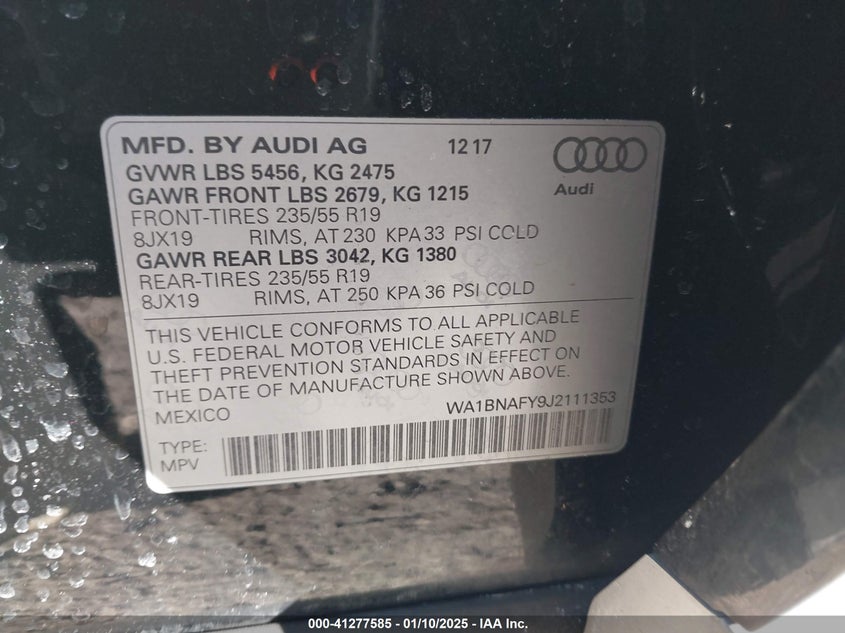 MFD. BY AUDI AG 12 17
GVWR LBS 5456, KG 2475
GAWR FRONT LBS 2679, KG 1215
FRONT-TIRES 235/55 R19
8JX19 RIMS, AT 230 KPA 33 PSI COLD
GAWR REAR LBS 3042, KG 1380
REAR-TIRES 235/55 R19
8JX19 RIMS, AT 250 KPA 36 PSI COLD
Audi
THIS VEHICLE CONFORMS TO ALL APPLICABLE
U.S. FEDERAL MOTOR VEHICLE SAFETY AND
THEFT PREVENTION STANDARDS IN EFFECT ON
THE DATE OF MANUFACTURE SHOWN ABOVE.
MEXICO WA1BNAFY9J2111353
TYPE:
MPV
000-41277585 — 01/10/2025 — IAA Inc.